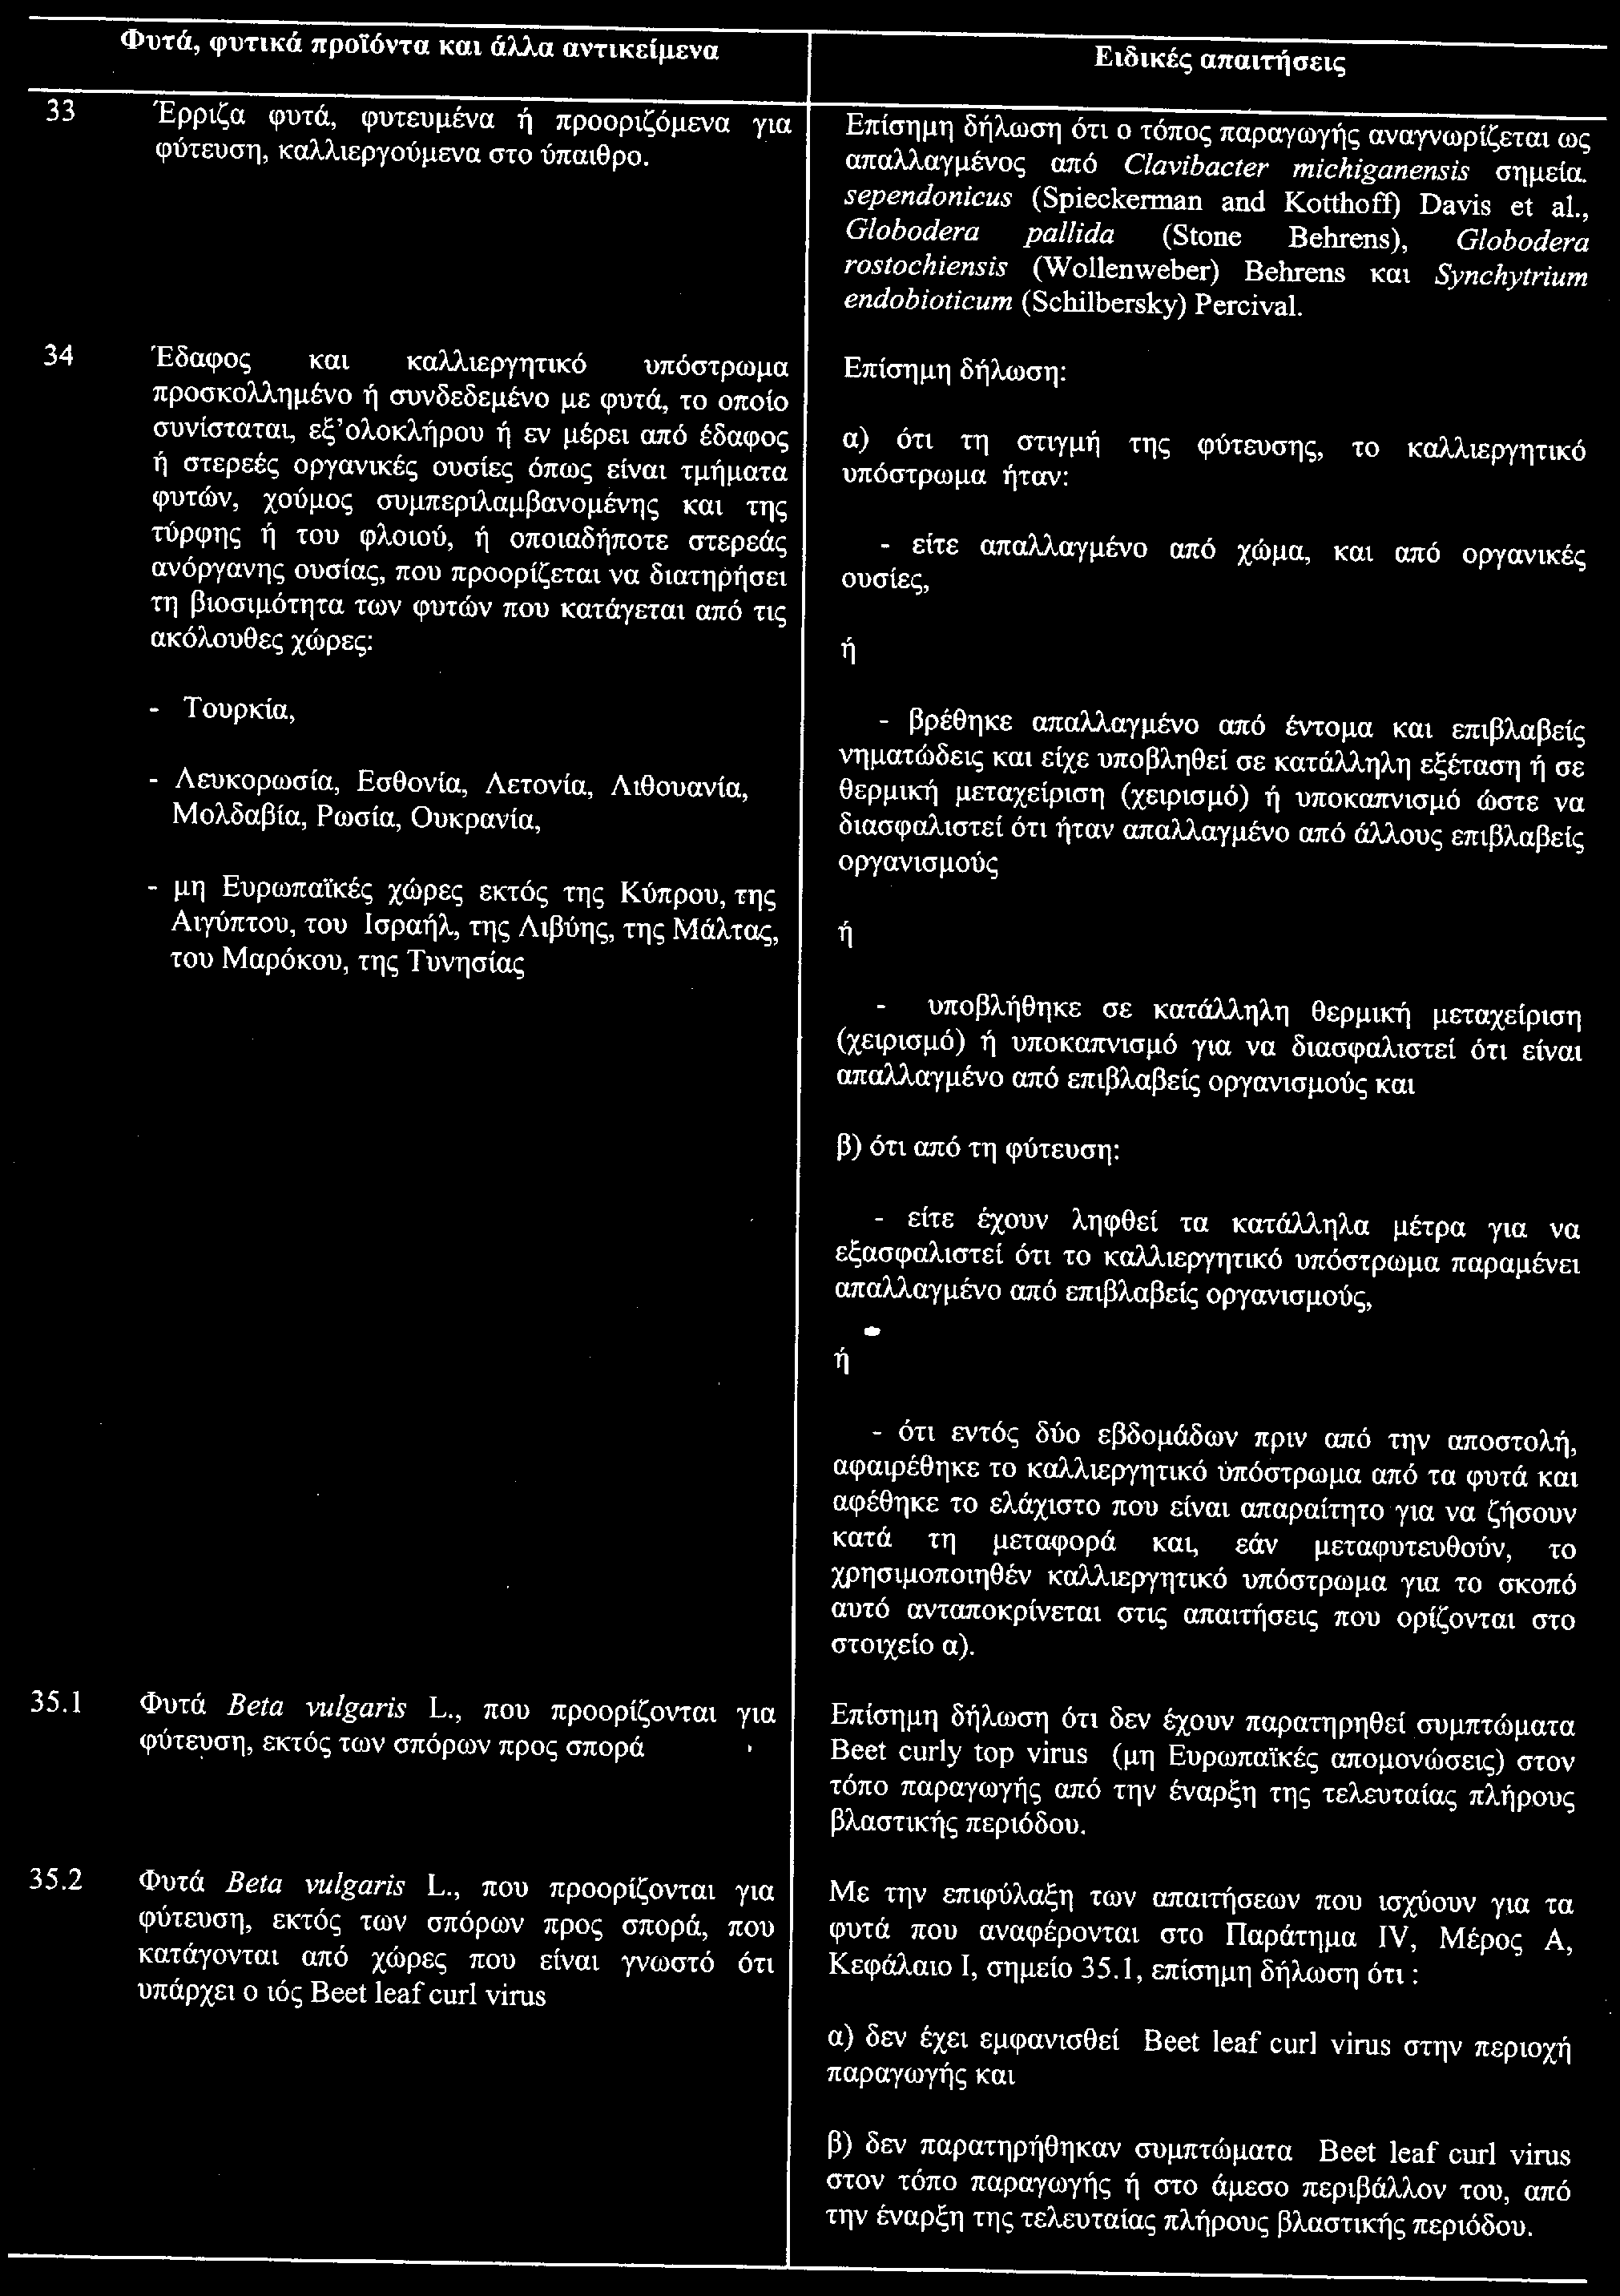 Φυτά, φυτικά προϊόντα και άλλα αντικείμενα
Ειδικές απαιτήσεις
33 Έρριζα φυτά, φυτευμένα ή προοριζόμενα για
φύτευση, καλλιεργούμενα στο ύπαιθρο.
Επίσημη δήλωση ότι ο τόπος παραγωγής αναγνωρίζεται ως
απαλλαγμένος από Clavibacter michiganensis σημεία.
sependonicus (Spieckerman and Kotthoff) Davis et al.,
Globodera pallida (Stone Behrens), Globodera
rostochiensis (Wollenweber) Behrens και Synchytrium
endobioticum (Schilbersky) Percival.
34 Έδαφος και καλλιεργητικό υπόστρωμα
προσκολλημένο ή συνδεδεμένο με φυτά, το οποίο
συνίσταται, εξ’ολοκλήρου ή εν μέρει από έδαφος
ή στερεές οργανικές ουσίες όπως είναι τμήματα
φυτών, χούμος συμπεριλαμβανομένης και της
τύρφης ή του φλοιού, ή οποιαδήποτε στερεάς
ανόργανης ουσίας, που προορίζεται να διατηρήσει
τη βιοσιμότητα των φυτών που κατάγεται από τις
ακόλουθες χώρες:
- Τουρκία,
- Λευκορωσία, Εσθονία, Λετονία, Λιθουανία,
Μολδαβία, Ρωσία, Ουκρανία,
- μη Ευρωπαϊκές χώρες εκτός της Κύπρου, της
Αιγύπτου, του Ισραήλ, της Λιβύης, της Μάλτας,
του Μαρόκου, της Τυνησίας
Επίσημη δήλωση:
α) ότι τη στιγμή της φύτευσης, το καλλιεργητικό
υπόστρωμα ήταν:
- είτε απαλλαγμένο από χώμα, και από οργανικές
ουσίες,
ή
- βρέθηκε απαλλαγμένο από έντομα και επιβλαβείς
νηματώδεις και είχε υποβληθεί σε κατάλληλη εξέταση ή σε
θερμική μεταχείριση (χειρισμό) ή υποκαπνισμό ώστε να
διασφαλιστεί ότι ήταν απαλλαγμένο από άλλους επιβλαβείς
οργανισμούς
ή
- υποβλήθηκε σε κατάλληλη θερμική μεταχείριση
(χειρισμό) ή υποκαπνισμό για να διασφαλιστεί ότι είναι
απαλλαγμένο από επιβλαβείς οργανισμούς και
β) ότι από τη φύτευση:
- είτε έχουν ληφθεί τα κατάλληλα μέτρα για να
εξασφαλιστεί ότι το καλλιεργητικό υπόστρωμα παραμένει
απαλλαγμένο από επιβλαβείς οργανισμούς,
ή
- ότι εντός δύο εβδομάδων πριν από την αποστολή,
αφαιρέθηκε το καλλιεργητικό υπόστρωμα από τα φυτά και
αφέθηκε το ελάχιστο που είναι απαραίτητο για να ζήσουν
κατά τη μεταφορά και, εάν μεταφυτευθούν, το
χρησιμοποιηθέν καλλιεργητικό υπόστρωμα για το σκοπό
αυτό ανταποκρίνεται στις απαιτήσεις που ορίζονται στο
στοιχείο α).
35.1 Φυτά Beta vulgaris L., που προορίζονται για
φύτευση, εκτός των σπόρων προς σπορά
Επίσημη δήλωση ότι δεν έχουν παρατηρηθεί συμπτώματα
Beet curly top virus (μη Ευρωπαϊκές απομονώσεις) στον
τόπο παραγωγής από την έναρξη της τελευταίας πλήρους
βλαστικής περιόδου.
35.2 Φυτά Beta vulgaris L., που προορίζονται για
φύτευση, εκτός των σπόρων προς σπορά, που
κατάγονται από χώρες που είναι γνωστό ότι
υπάρχει ο ιός Beet leaf curl virus
Με την επιφύλαξη των απαιτήσεων που ισχύουν για τα
φυτά που αναφέρονται στο Παράτημα IV, Μέρος Α,
Κεφάλαιο Ι, σημείο 35.1, επίσημη δήλωση ότι :
α) δεν έχει εμφανισθεί Beet leaf curl virus στην περιοχή
παραγωγής και
β) δεν παρατηρήθηκαν συμπτώματα Beet leaf curl virus
στον τόπο παραγωγής ή στο άμεσο περιβάλλον του, από
την έναρξη της τελευταίας πλήρους βλαστικής περιόδου.